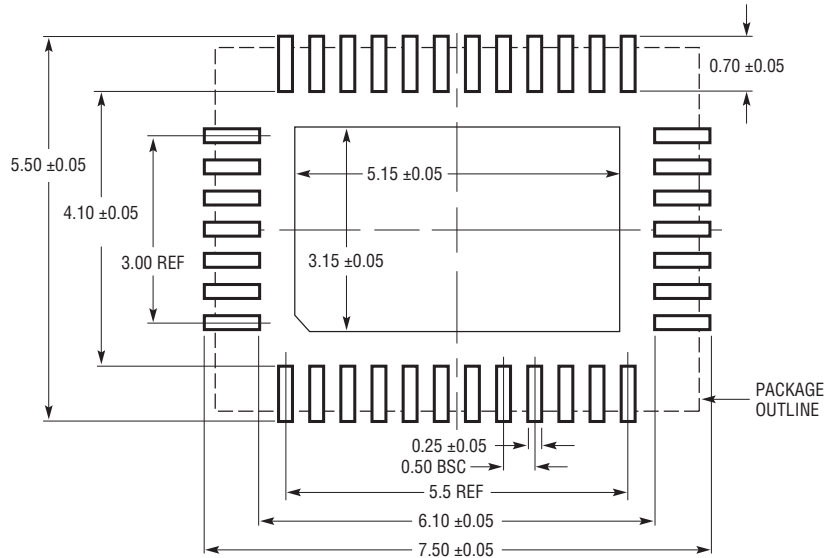 0.70 ±0.05
5.50 ±0.05
5.15 ±0.05
4.10 ±0.05
3.00 REF
3.15 ±0.05
PACKAGE
OUTLINE
0.25 ±0.05
0.50 BSC
5.5 REF
6.10 ±0.05
7.50 ±0.05